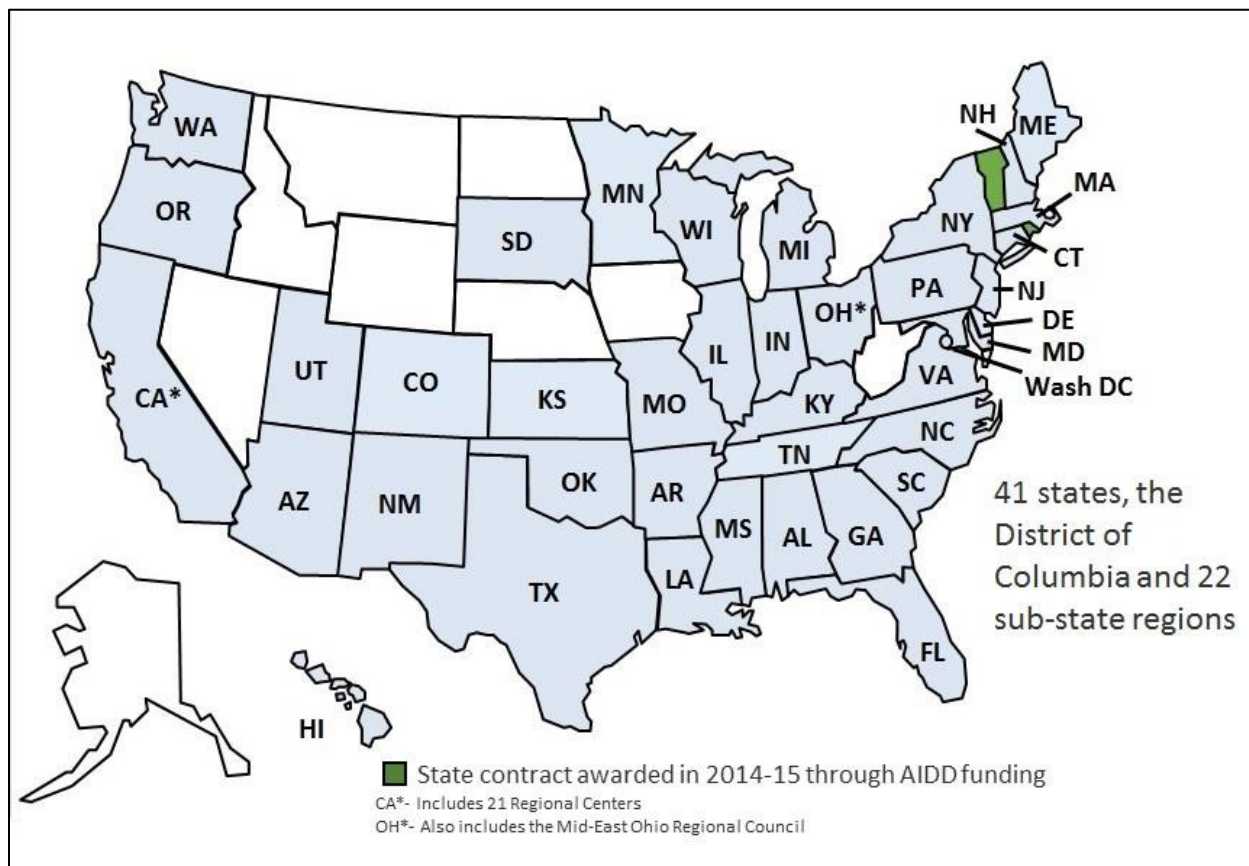 WA
OR
CA*
UT
AZ
CO
NM
SD
KS
OK
TX
MN
WI
MI
MO
IL
IN
OH*
KY
TN
AR
LA
MS
AL
GA
FL
SC
NC
VA
PA
NY
NH
ME
MA
CT
NJ
DE
MD
Wash DC
HI
41 states, the
District of
Columbia and 22
sub-state regions
State contract awarded in 2014-15 through AIDD funding
CA*- Includes 21 Regional Centers
OH*- Also includes the Mid-East Ohio Regional Council